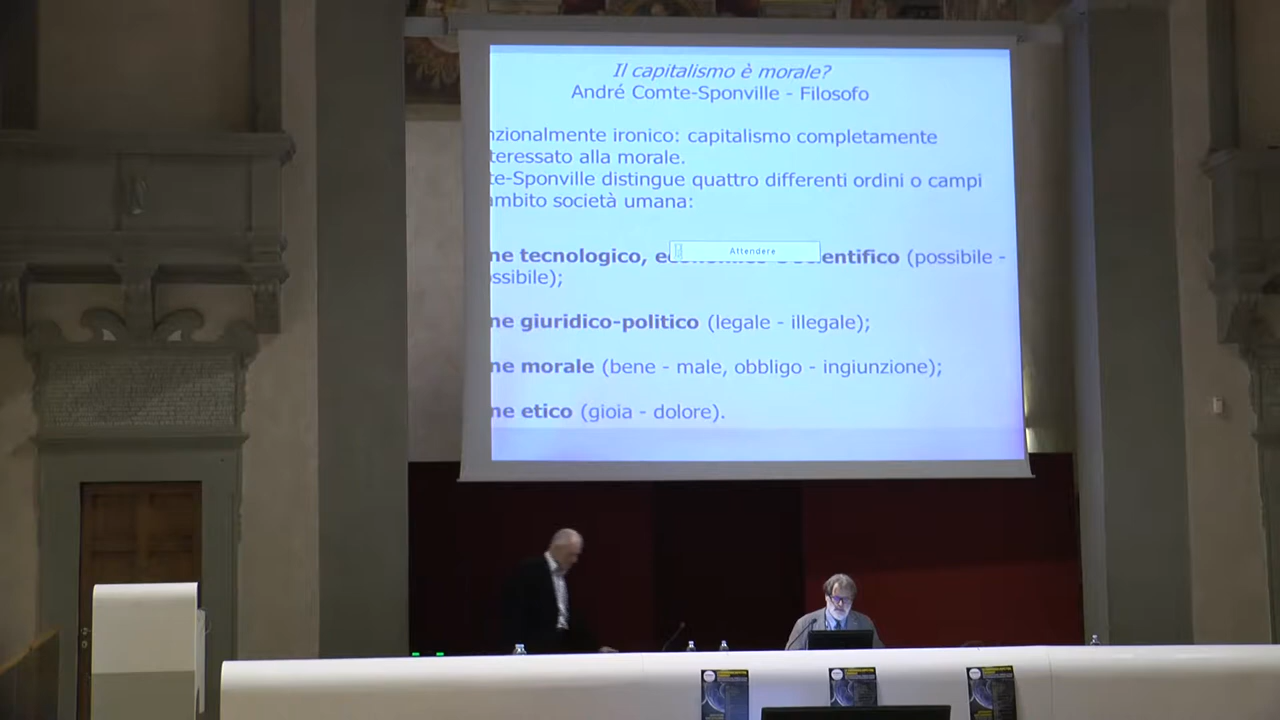 Il capitalismo è morale?
André Comte-Sponville - Filosofo
nzionalmente ironico: capitalismo completamente
teressato alla morale.
te-Sponville distingue quattro differenti ordini o campi
ambito società umana:
Attendere
ne tecnologico, entifico (possibile -
ossibile);
ne giuridico-politico (legale - illegale);
ne morale (bene - male, obbligo - ingiunzione);
ne etico (gioia - dolore).